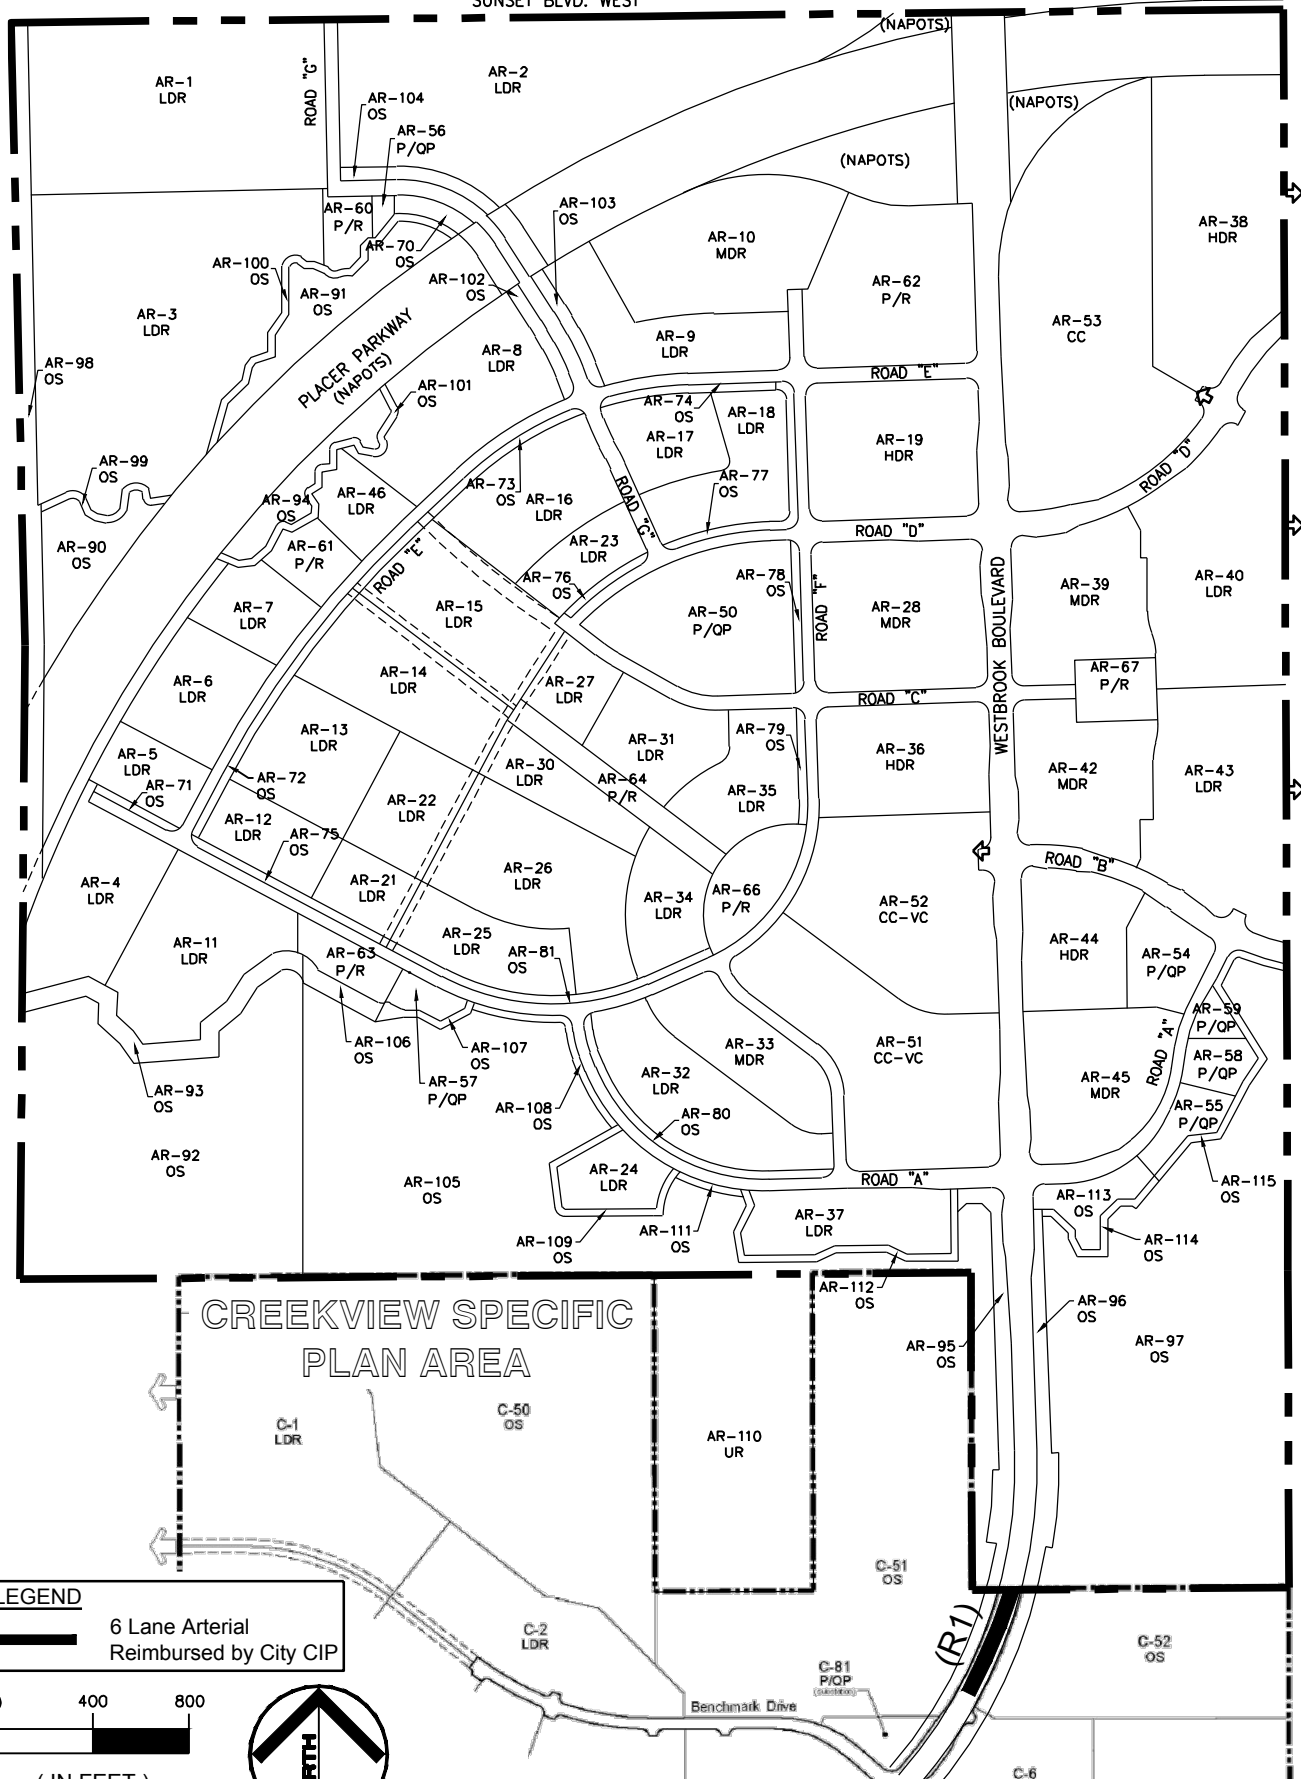 SUNSET BLVD. WEST
(NAPOTS)
AR-1
LDR
ROAD "G"
AR-2
LDR
AR-104
OS
AR-56
P/QP
(NAPOTS)
(NAPOTS)
AR-60
P/R
AR-103
OS
AR-38
HDR
AR-10
MDR
AR-70
OS
AR-100
OS
AR-102
OS
AR-62
P/R
AR-91
OS
AR-3
LDR
AR-53
CC
AR-9
LDR
AR-8
LDR
PLACER PARKWAY
(NAPOTS)
AR-98
OS
ROAD "E"
AR-101
OS
AR-74
OS
AR-18
LDR
AR-17
LDR
AR-19
HDR
ROAD "D"
AR-99
OS
AR-73
OS
AR-77
OS
AR-46
LDR
AR-94
OS
AR-16
LDR
ROAD "G"
ROAD "D"
AR-90
OS
AR-61
P/R
ROAD "E"
AR-23
LDR
AR-76
OS
AR-78
OS
ROAD "F"
AR-39
MDR
AR-40
LDR
AR-7
LDR
AR-15
LDR
AR-50
P/QP
AR-28
MDR
WESTBROOK BOULEVARD
AR-67
P/R
AR-6
LDR
AR-14
LDR
AR-27
LDR
ROAD "C"
AR-13
LDR
AR-79
OS
AR-31
LDR
AR-5
LDR
AR-71
OS
AR-72
OS
AR-30
LDR
AR-64
P/R
AR-36
HDR
AR-42
MDR
AR-43
LDR
AR-22
LDR
AR-35
LDR
AR-12
LDR
AR-75
OS
ROAD "B"
AR-4
LDR
AR-21
LDR
AR-26
LDR
AR-34
LDR
AR-66
P/R
AR-52
CC-VC
AR-11
LDR
AR-63
P/R
AR-25
LDR
AR-81
OS
AR-44
HDR
AR-54
P/QP
AR-59
P/QP
AR-106
OS
AR-107
OS
AR-33
MDR
AR-51
CC-VC
ROAD "A"
AR-58
P/QP
AR-93
OS
AR-57
P/QP
AR-32
LDR
AR-45
MDR
AR-108
OS
AR-80
OS
AR-55
P/QP
AR-92
OS
AR-105
OS
AR-24
LDR
ROAD "A"
AR-113
OS
AR-115
OS
AR-37
LDR
AR-109
OS
AR-111
OS
AR-114
OS
AR-112
OS
AR-96
OS
CREEKVIEW SPECIFIC
PLAN AREA
AR-95
OS
AR-97
OS
C-50
OS
C-1
LDR
AR-110
UR
C-51
OS
LEGEND
6 Lane Arterial
Reimbursed by City CIP
C-2
LDR
(R1)
C-52
OS
C-81
P/QP
(substation)
400
800
Benchmark Drive
( IN FEET )
C-6